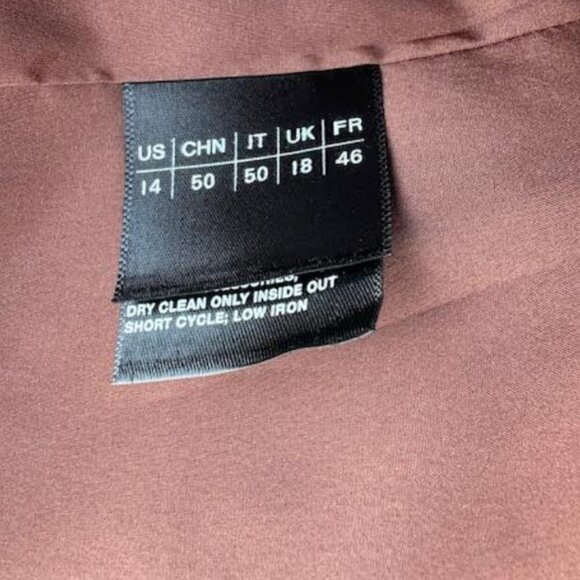 US CHN IT UK FR
14 50 50 18 46
DRY CLEAN ONLY INSIDE OUT
SHORT CYCLE; LOW IRON